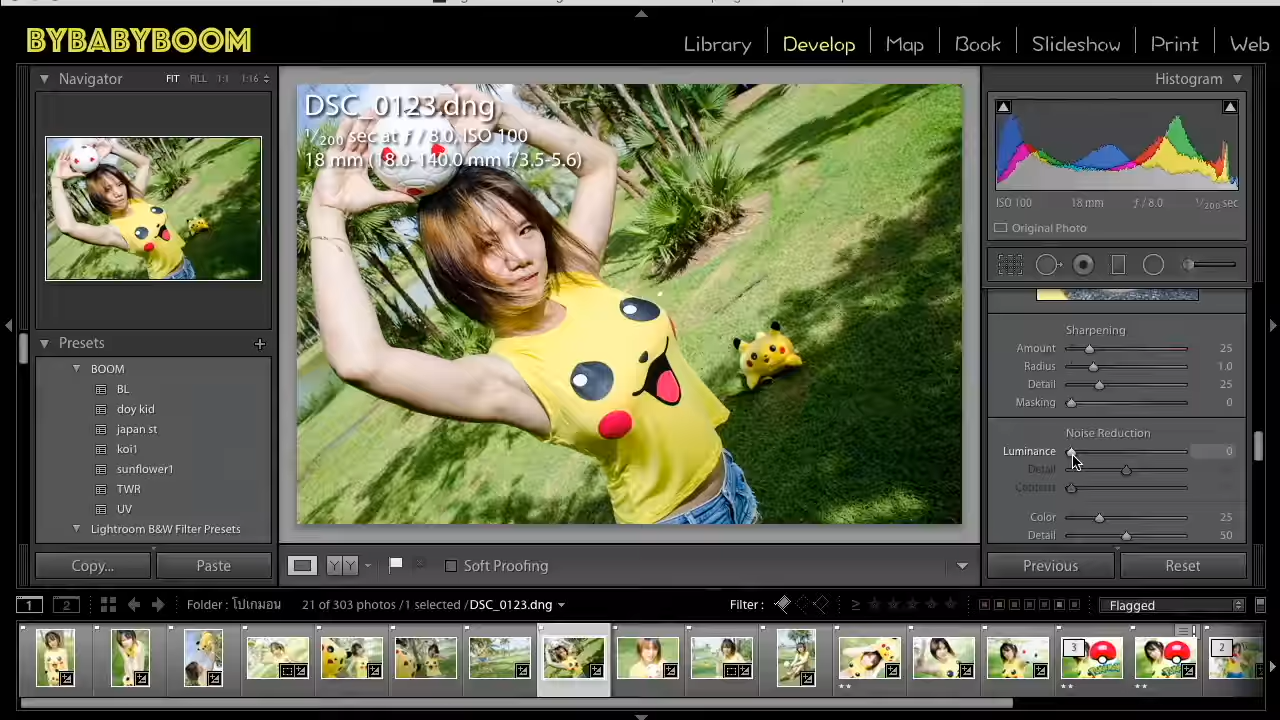 BYBABYBOOM
Library
Develop
Map
Book
Slideshow
Print
Web
Navigator
FIT
FILL
1:1
1:16
Presets
BOOM
BL
doy kid
japan st
koi1
sunflower1
TWR
UV
Lightroom B&W Filter Presets
Copy...
Paste
DSC_0123.dng
1/200 sec at ƒ / 8.0, ISO 100
18 mm (18.0-140.0 mm f/3.5-5.6)
Soft Proofing
Histogram
ISO 100
18 mm
ƒ / 8.0
1/200 sec
Original Photo
Sharpening
Amount 25
Radius 1.0
Detail 25
Masking 0
Noise Reduction
Luminance 0
Detail
Contrast
Color 25
Detail 50
Previous
Reset
1
2
Folder : โปเกมอน
21 of 303 photos /1 selected /DSC_0123.dng
Filter :
Flagged
3
2